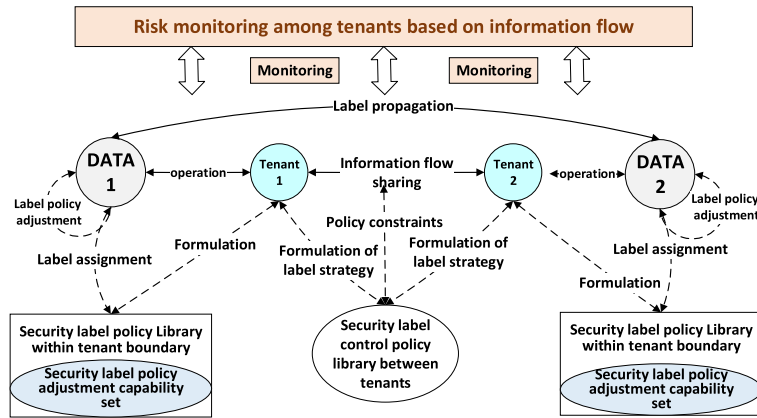 Risk monitoring among tenants based on information flow
Monitoring
Monitoring
Label propagation
DATA
1
operation
Tenant
1
Information flow
sharing
Tenant
2
operation
DATA
2
Label policy
adjustment
Label policy
adjustment
Policy constraints
Label assignment
Formulation
Formulation of
label strategy
Formulation of
label strategy
Label assignment
Formulation
Security label policy Library
within tenant boundary
Security label policy
adjustment capability
set
Security label
control policy
library between
tenants
Security label policy Library
within tenant boundary
Security label policy
adjustment capability
set